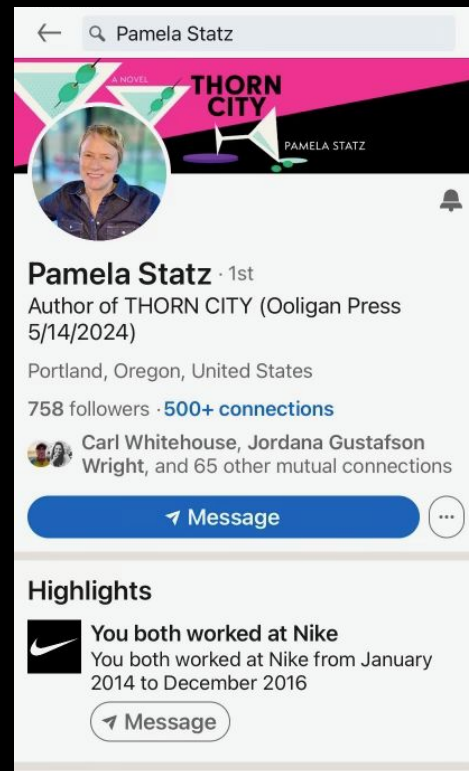 Pamela Statz
A NOVEL
THORN
CITY
PAMELA STATZ
Pamela Statz · 1st
Author of THORN CITY (Ooligan Press
5/14/2024)
Portland, Oregon, United States
758 followers · 500+ connections
Carl Whitehouse, Jordana Gustafson
Wright, and 65 other mutual connections
Message
Highlights
You both worked at Nike
You both worked at Nike from January
2014 to December 2016
Message